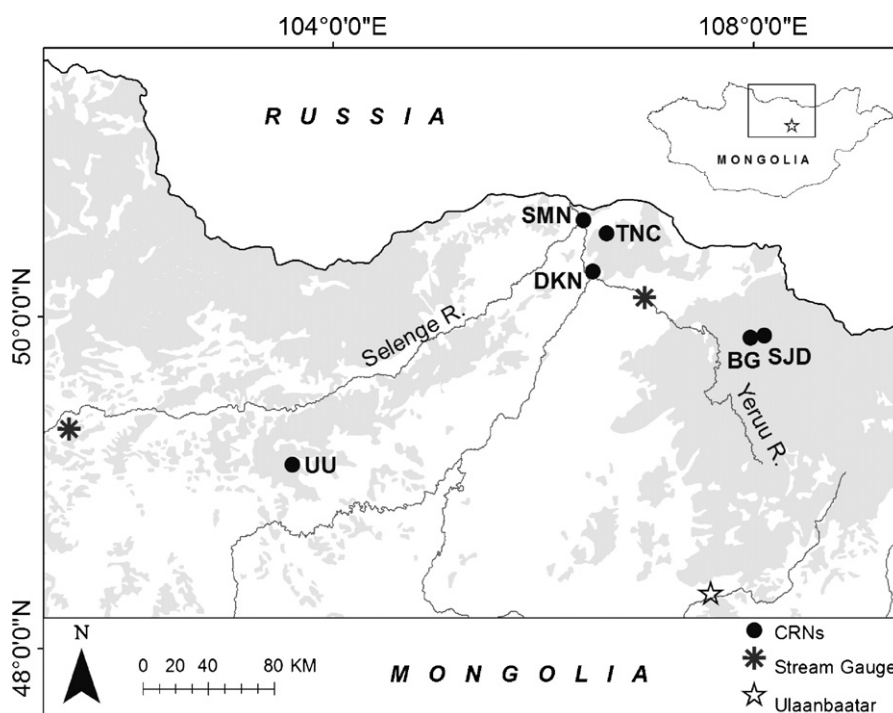 104°0'0"E
108°0'0"E
RUSSIA
MONGOLIA
SMN
TNC
DKN
50°0'0"N
Selenge R.
BG
SJD
Yeruu R.
UU
48°0'0"N
N
0 20 40 80 KM
MONGOLIA
CRNs
Stream Gauge
Ulaanbaatar